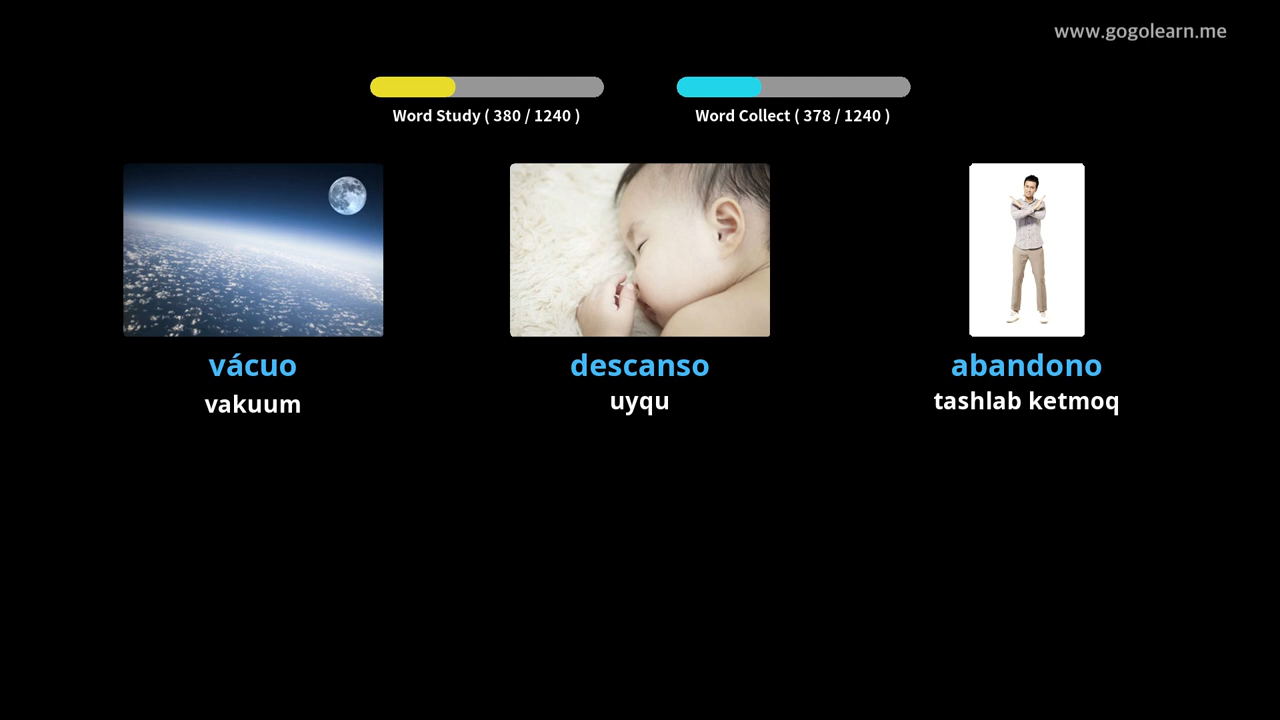 www.gogolearn.me
Word Study ( 380 / 1240 )
Word Collect ( 378 / 1240 )
vácuo
vakuum
descanso
uyqu
abandono
tashlab ketmoq